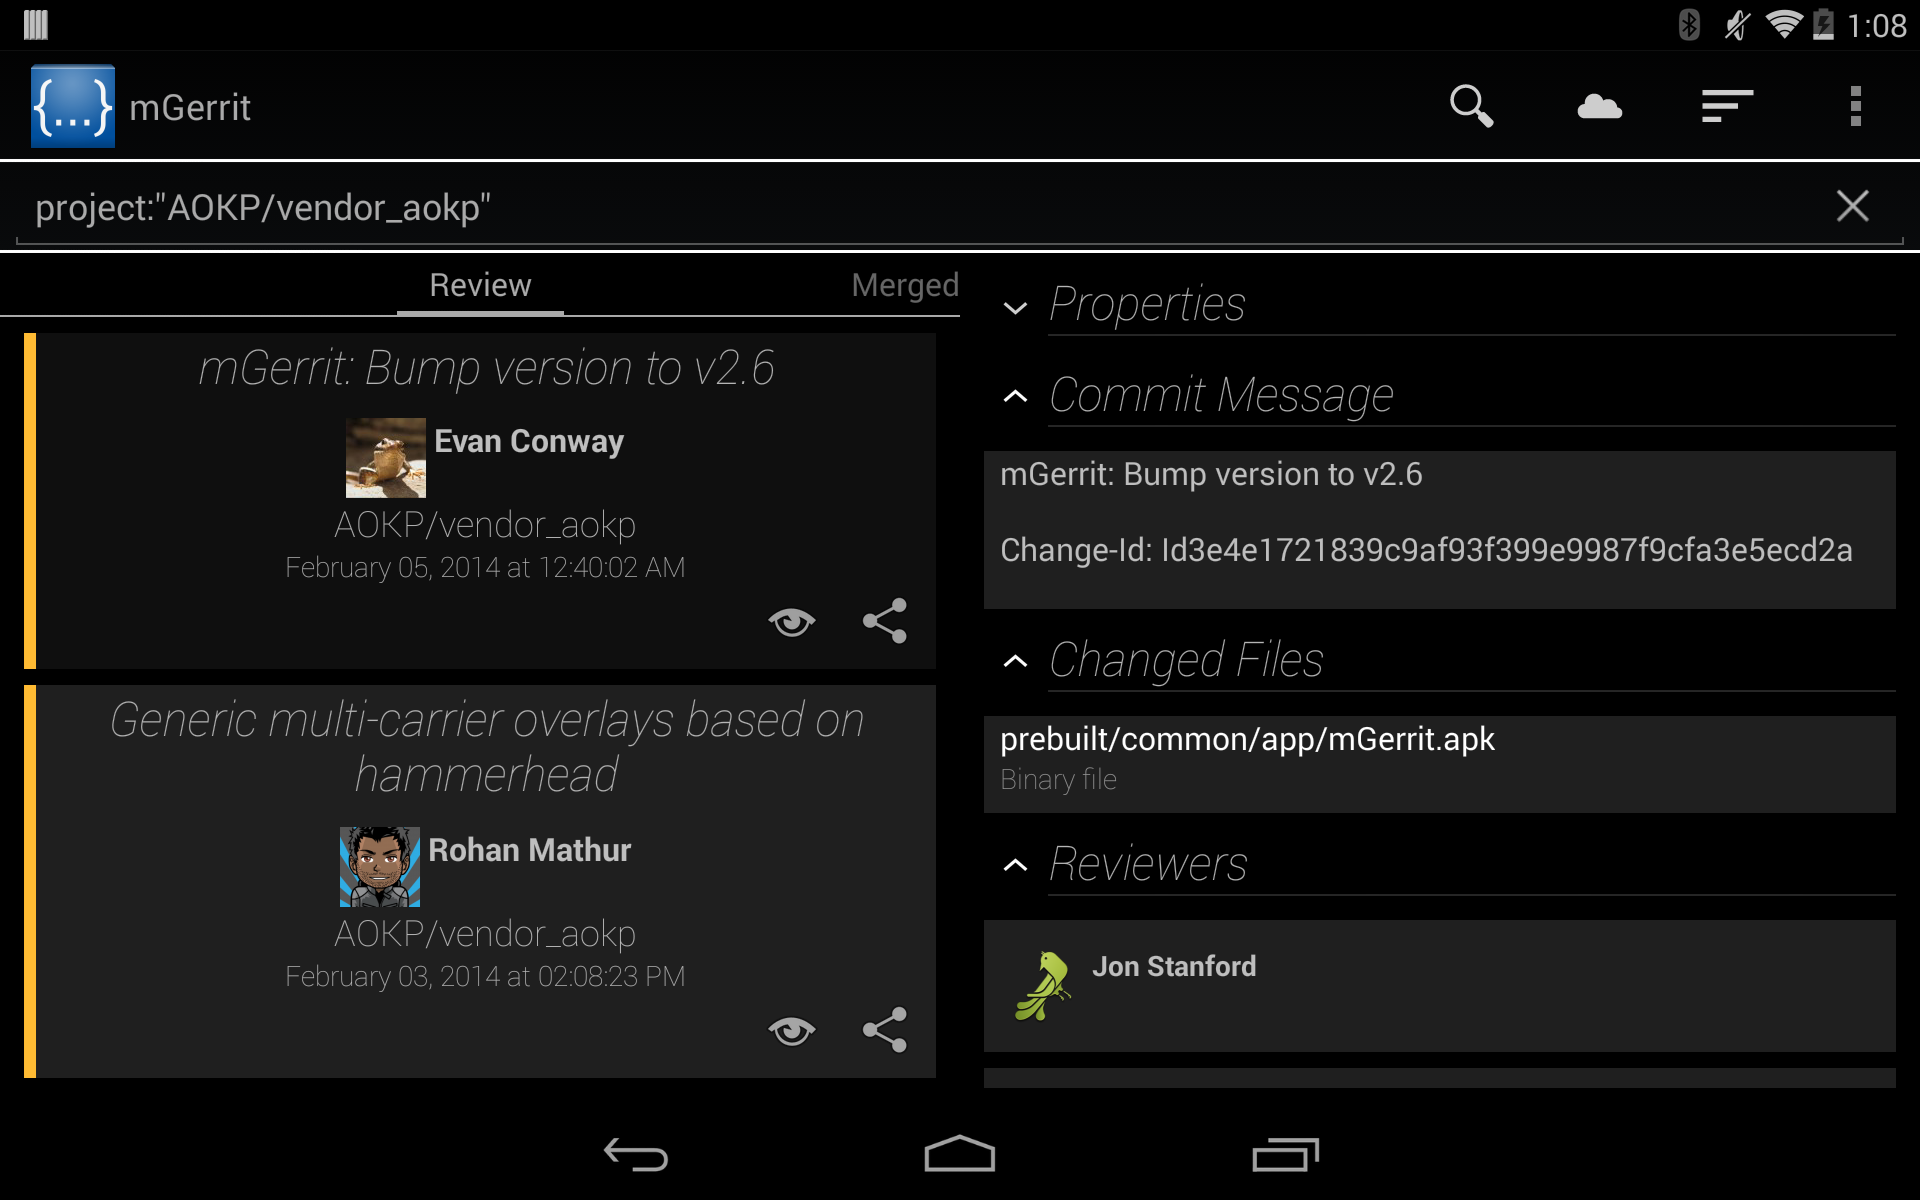 1:08
{...} mGerrit
project:"AOKP/vendor_aokp"
Review
Merged
mGerrit: Bump version to v2.6
Evan Conway
AOKP/vendor_aokp
February 05, 2014 at 12:40:02 AM
Generic multi-carrier overlays based on
hammerhead
Rohan Mathur
AOKP/vendor_aokp
February 03, 2014 at 02:08:23 PM
Properties
Commit Message
mGerrit: Bump version to v2.6
Change-Id: Id3e4e1721839c9af93f399e9987f9cfa3e5ecd2a
Changed Files
prebuilt/common/app/mGerrit.apk
Binary file
Reviewers
Jon Stanford